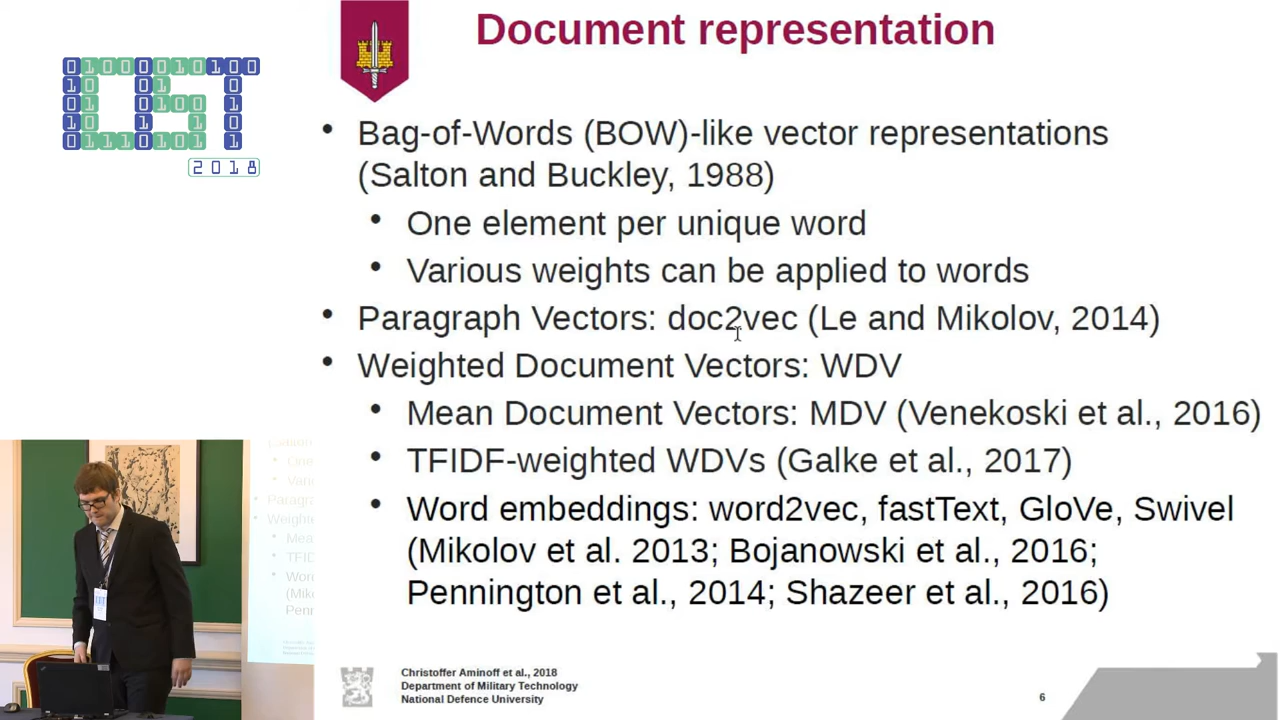 Document representation
2018
• Bag-of-Words (BOW)-like vector representations
(Salton and Buckley, 1988)
• One element per unique word
• Various weights can be applied to words
• Paragraph Vectors: doc2vec (Le and Mikolov, 2014)
• Weighted Document Vectors: WDV
• Mean Document Vectors: MDV (Venekoski et al., 2016)
• TFIDF-weighted WDVs (Galke et al., 2017)
• Word embeddings: word2vec, fastText, GloVe, Swivel
(Mikolov et al. 2013; Bojanowski et al., 2016;
Pennington et al., 2014; Shazeer et al., 2016)
Christoffer Aminoff et al., 2018
Department of Military Technology
National Defence University
6